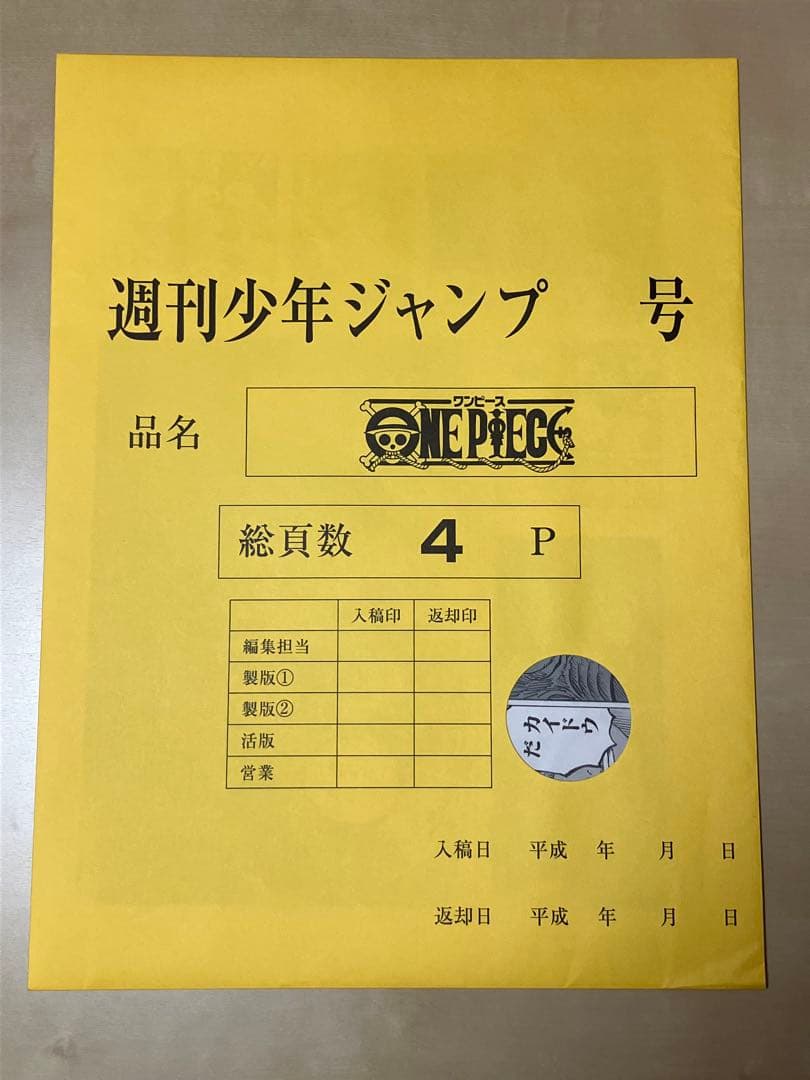 週刊少年ジャンプ 号
品名 ワンピース
ONE PIECE
総頁数 4 P
入稿印 返却印
編集担当
製版①
製版②
活版
営業
カイドウ
だ
入稿日 平成 年 月 日
返却日 平成 年 月 日